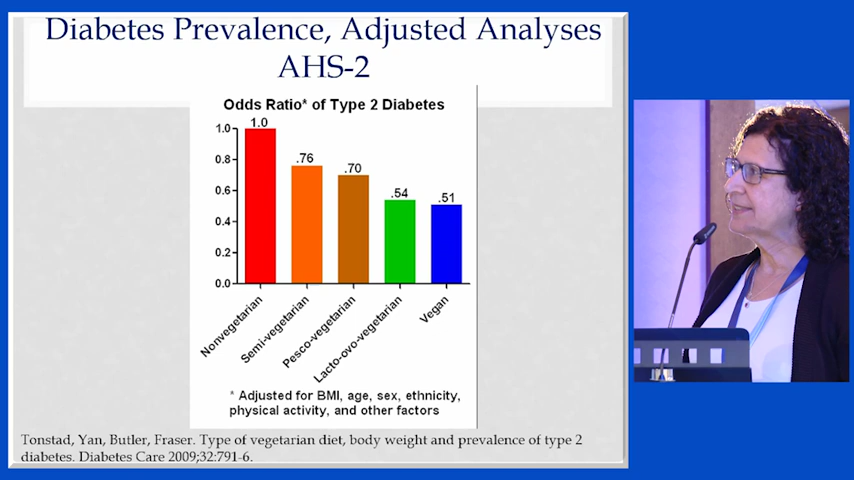 Diabetes Prevalence, Adjusted Analyses
AHS-2
Odds Ratio* of Type 2 Diabetes
1.0
0.8
0.6
0.4
0.2
0.0
1.0
.76
.70
.54
.51
Nonvegetarian
Semi-vegetarian
Pesco-vegetarian
Lacto-ovo-vegetarian
Vegan
* Adjusted for BMI, age, sex, ethnicity,
physical activity, and other factors
Tonstad, Yan, Butler, Fraser. Type of vegetarian diet, body weight and prevalence of type 2
diabetes. Diabetes Care 2009;32:791-6.